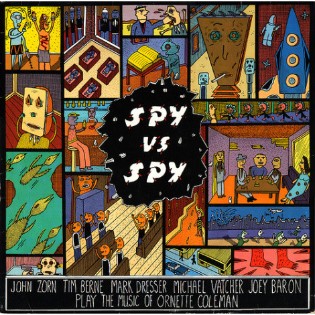 SPY
VS
SPY
JOHN ZORN TIM BERNE MARK DRESSER MICHAEL VATCHER JOEY BARON
PLAY THE MUSIC OF ORNETTE COLEMAN